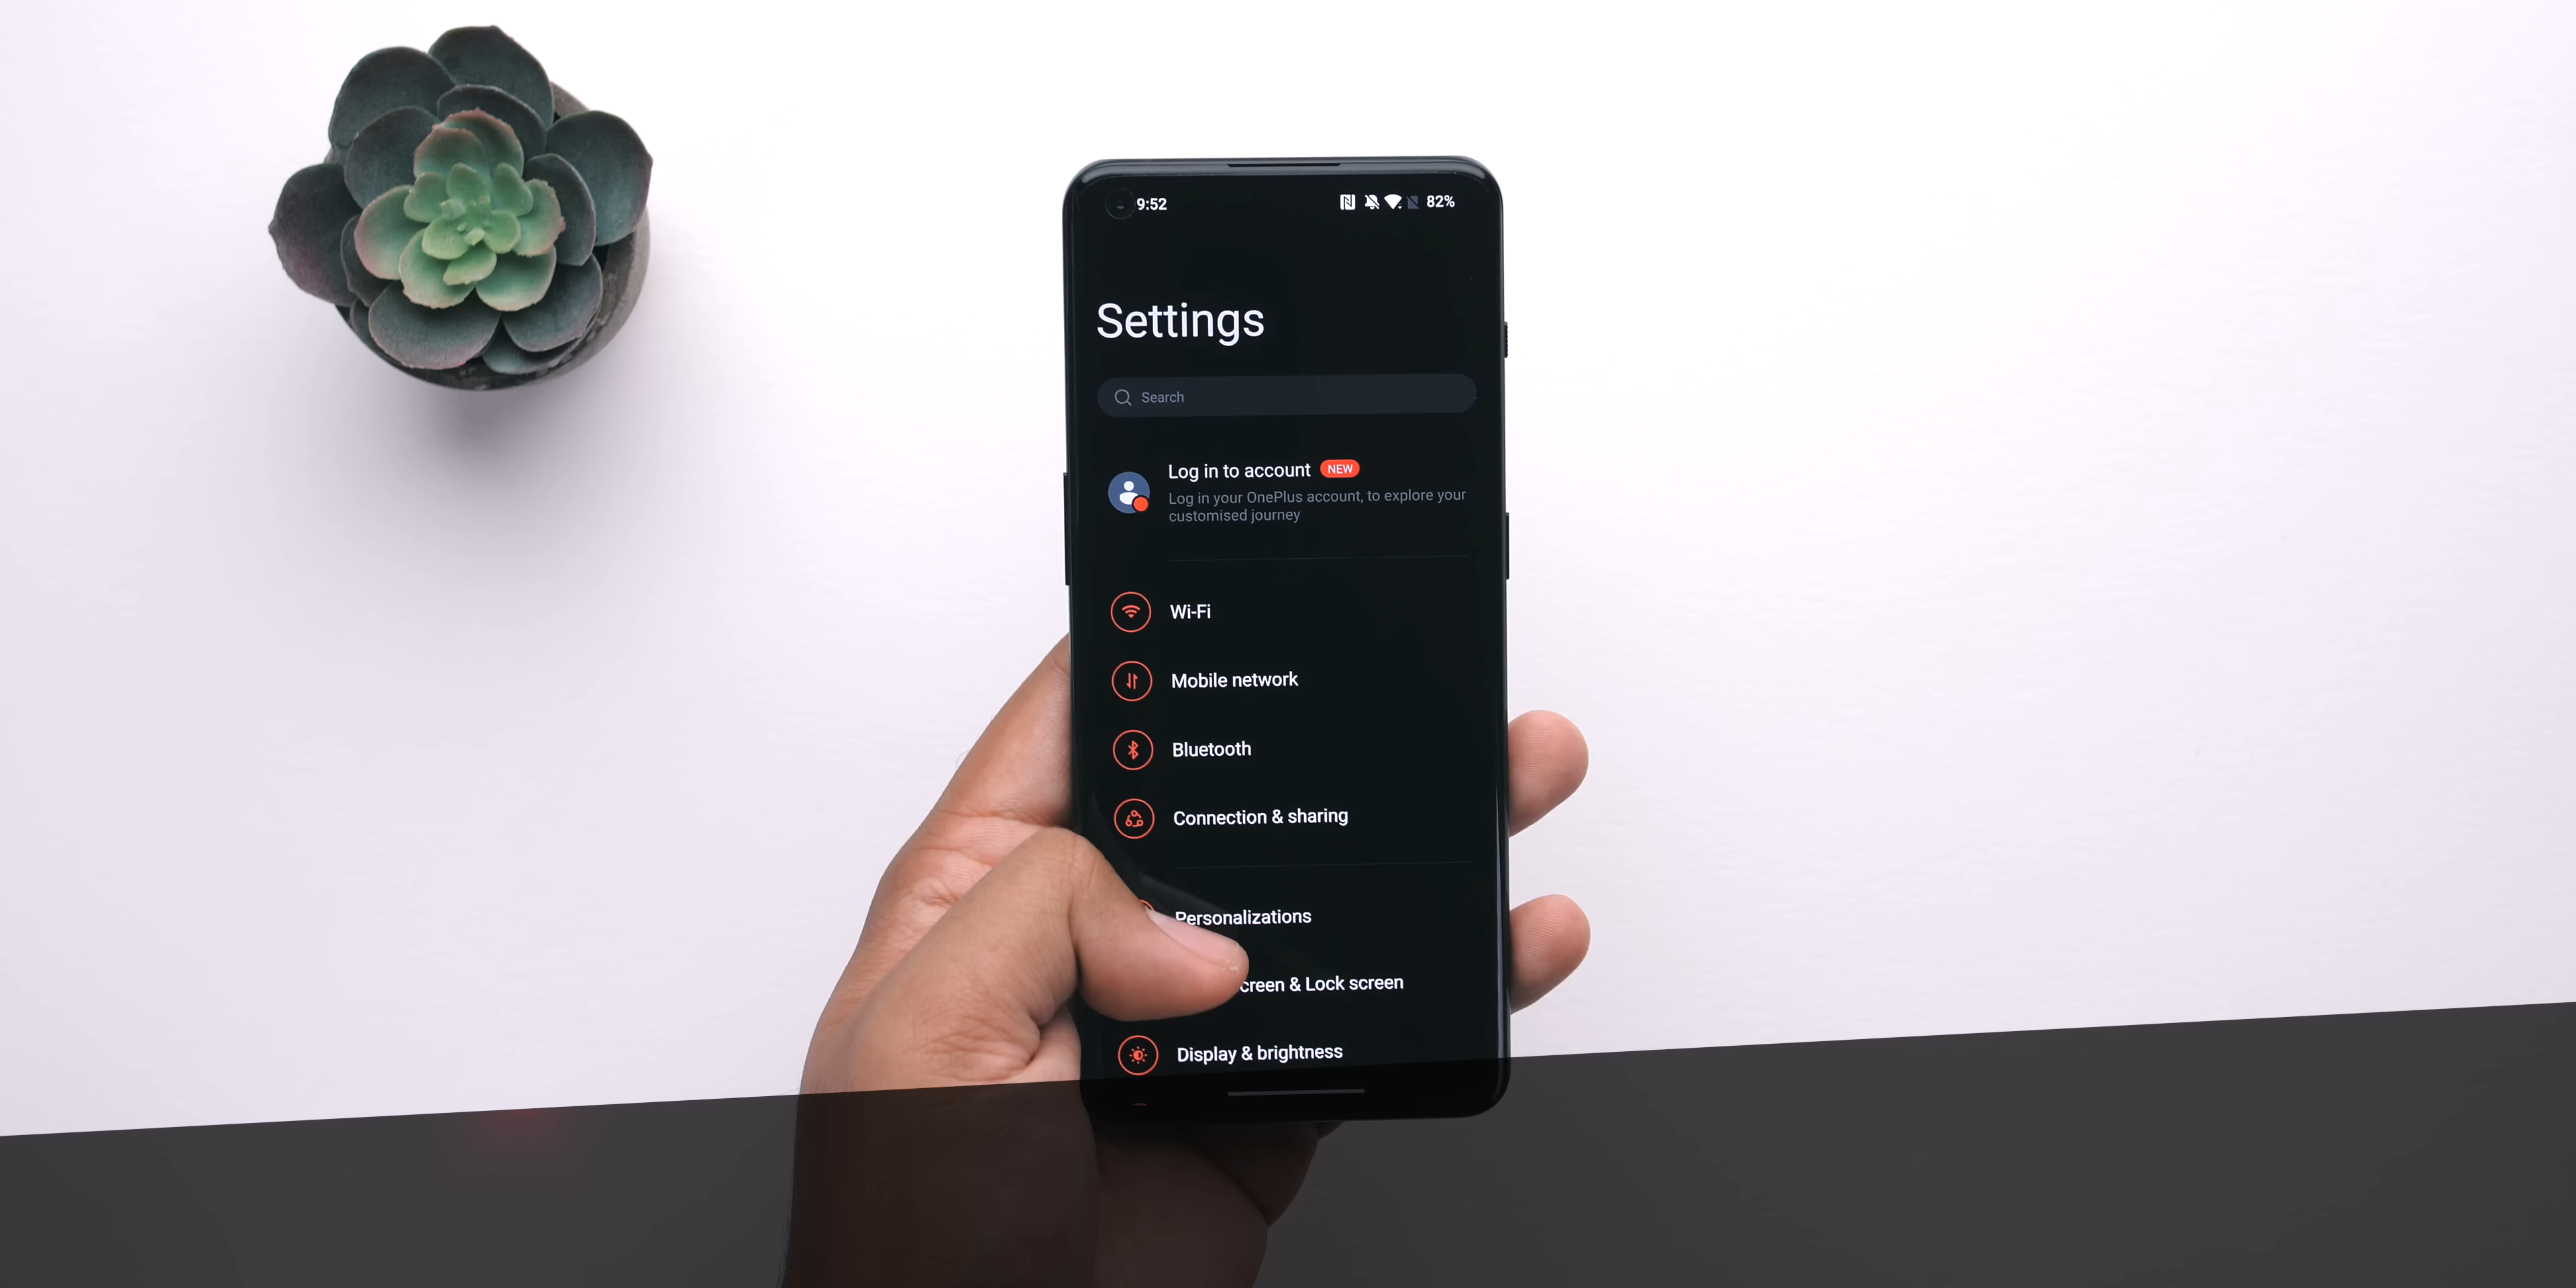 9:52 82%
Settings
Search
Log in to account NEW
Log in your OnePlus account, to explore your
customised journey
Wi-Fi
Mobile network
Bluetooth
Connection & sharing
Personalizations
creen & Lock screen
Display & brightness